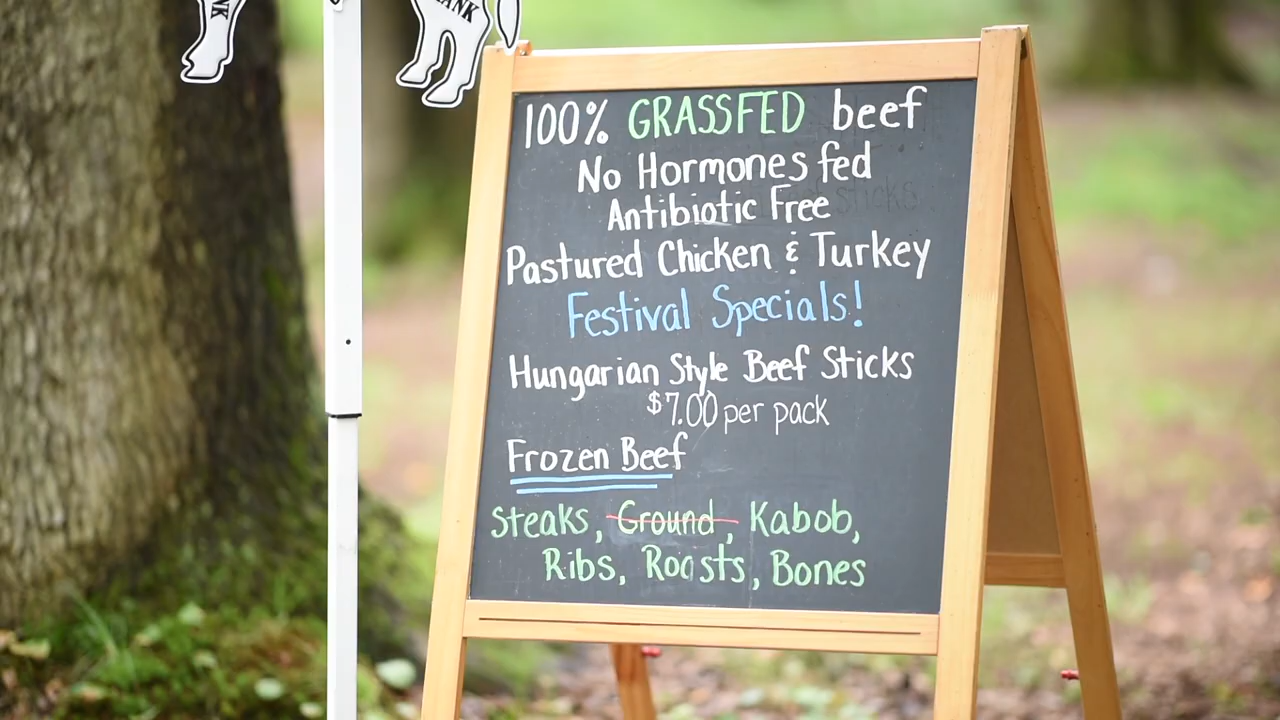 100% GRASSFED beef
No Hormones fed
Antibiotic Free
Pastured Chicken & Turkey
Festival Specials!
Hungarian Style Beef Sticks
$7.00 per pack
Frozen Beef
Steaks, Ground, Kabob,
Ribs, Roasts, Bones